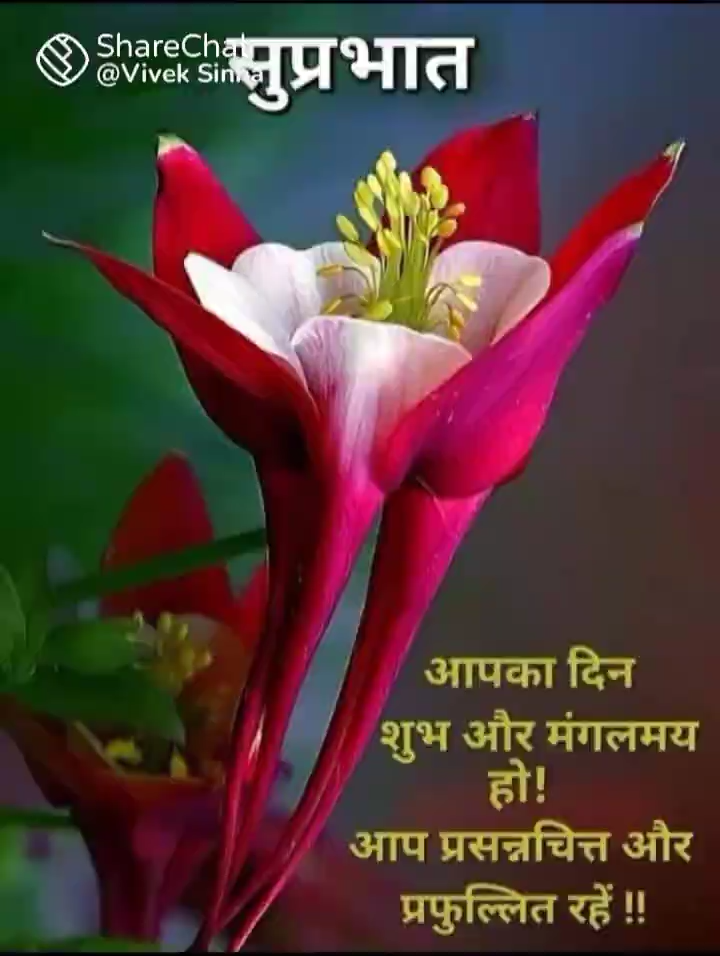 ShareChat
@Vivek Sinha
सुप्रभात
आपका दिन
शुभ और मंगलमय
हो!
आप प्रसन्नचित्त और
प्रफुल्लित रहें !!